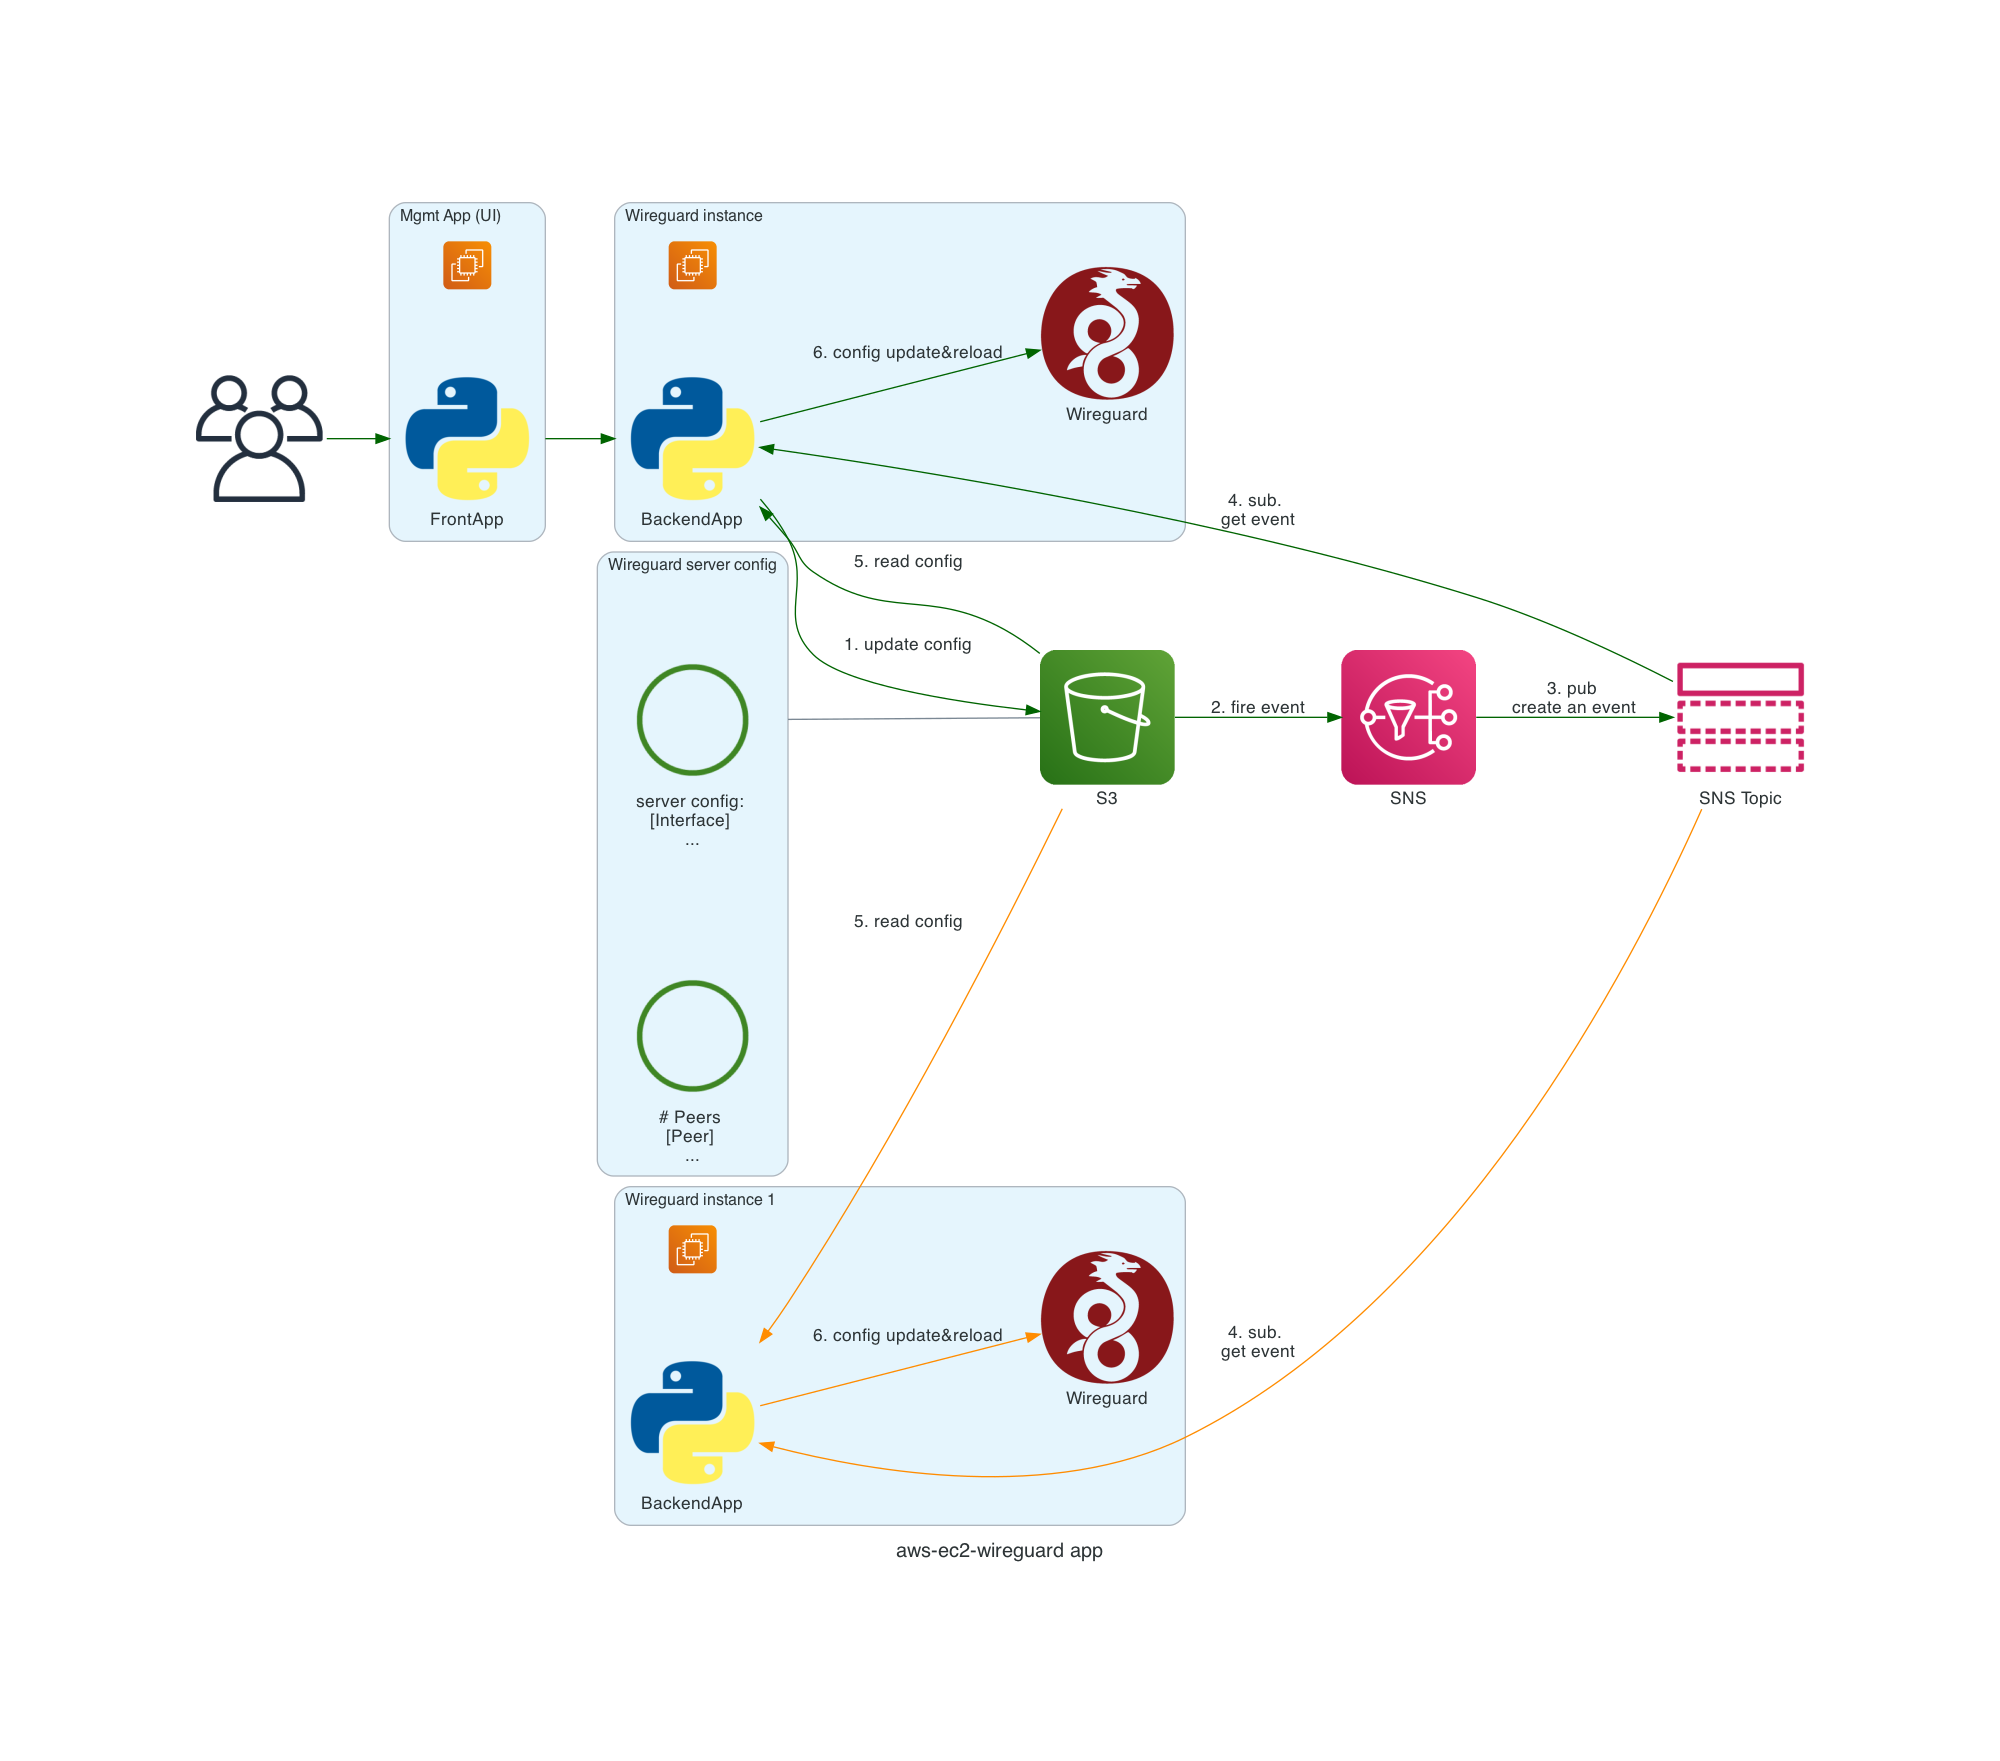 Mgmt App (UI)
FrontApp
Wireguard instance
6. config update&reload
Wireguard
BackendApp
4. sub.
get event
5. read config
1. update config
Wireguard server config
server config:
[Interface]
...
# Peers
[Peer]
...
S3
2. fire event
SNS
3. pub
create an event
SNS Topic
5. read config
Wireguard instance 1
6. config update&reload
Wireguard
4. sub.
get event
BackendApp
aws-ec2-wireguard app